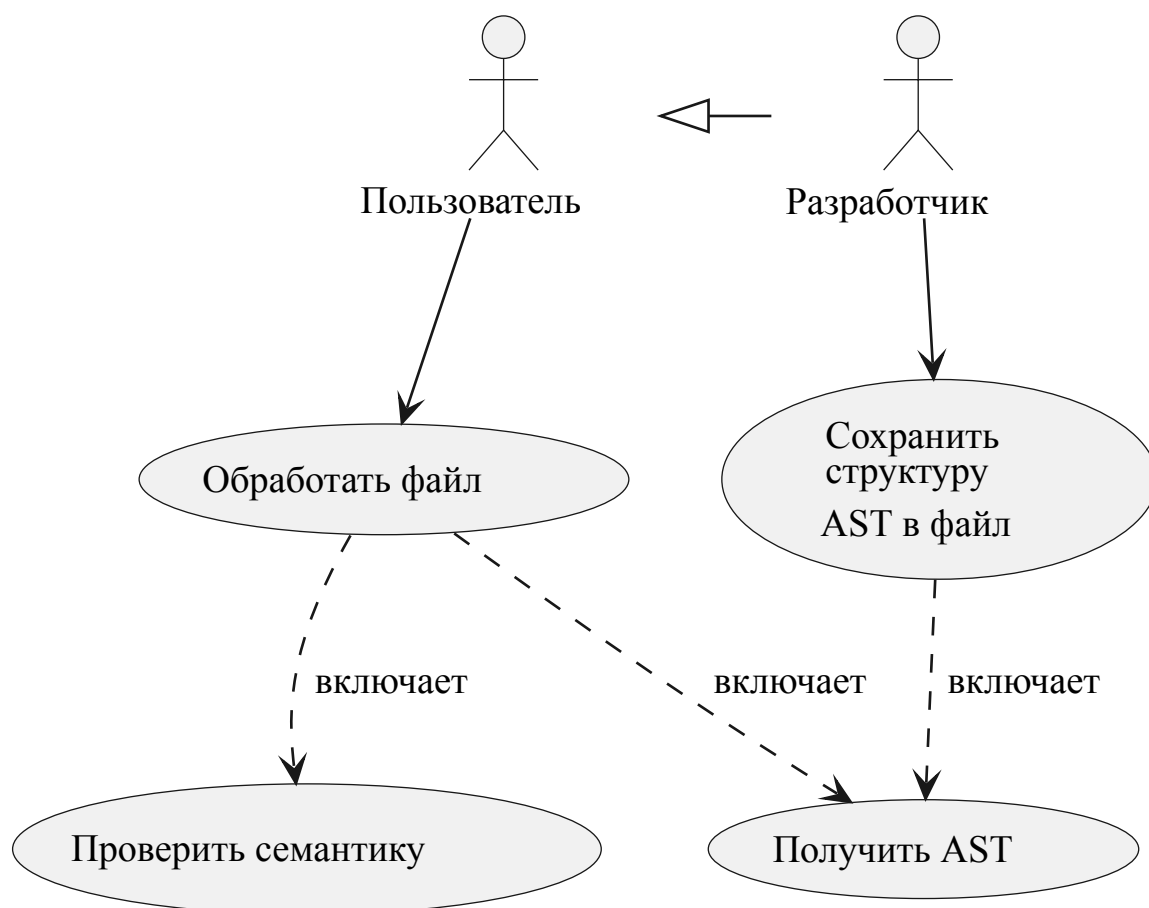 Пользователь
Разработчик
Обработать файл
Сохранить
структуру
AST в файл
включает
включает
включает
Проверить семантику
Получить AST